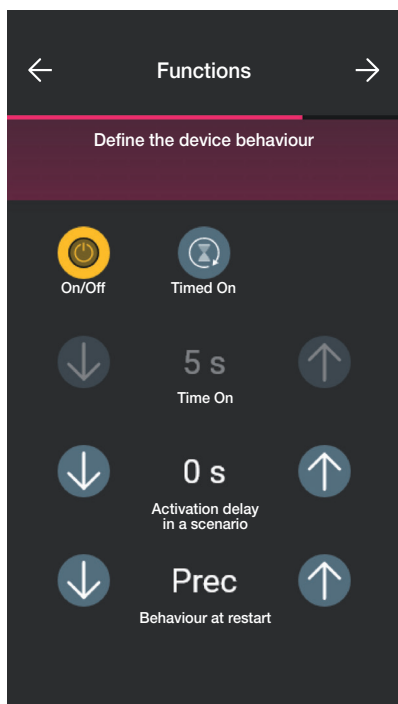 Functions
Define the device behaviour
On/Off
Timed On
5 s
Time On
0 s
Activation delay
in a scenario
Prec
Behaviour at restart